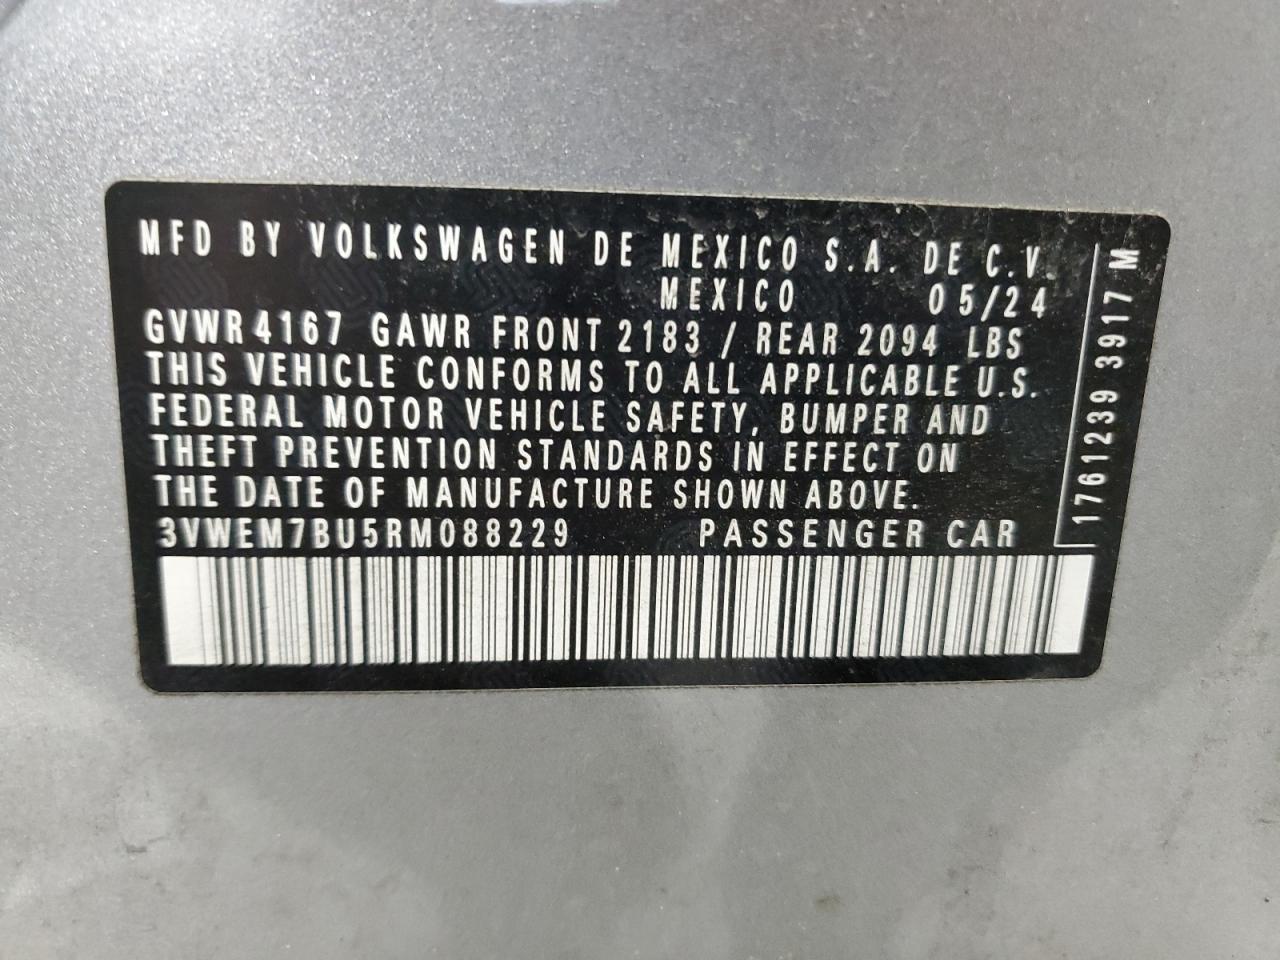 MFD BY VOLKSWAGEN DE MEXICO S.A. DE C.V.
MEXICO 05/24
GVWR 4167 GAWR FRONT 2183 / REAR 2094 LBS
THIS VEHICLE CONFORMS TO ALL APPLICABLE U.S.
FEDERAL MOTOR VEHICLE SAFETY, BUMPER AND
THEFT PREVENTION STANDARDS IN EFFECT ON
THE DATE OF MANUFACTURE SHOWN ABOVE.
3VWEM7BU5RM088229 PASSENGER CAR
1761239 3917 M